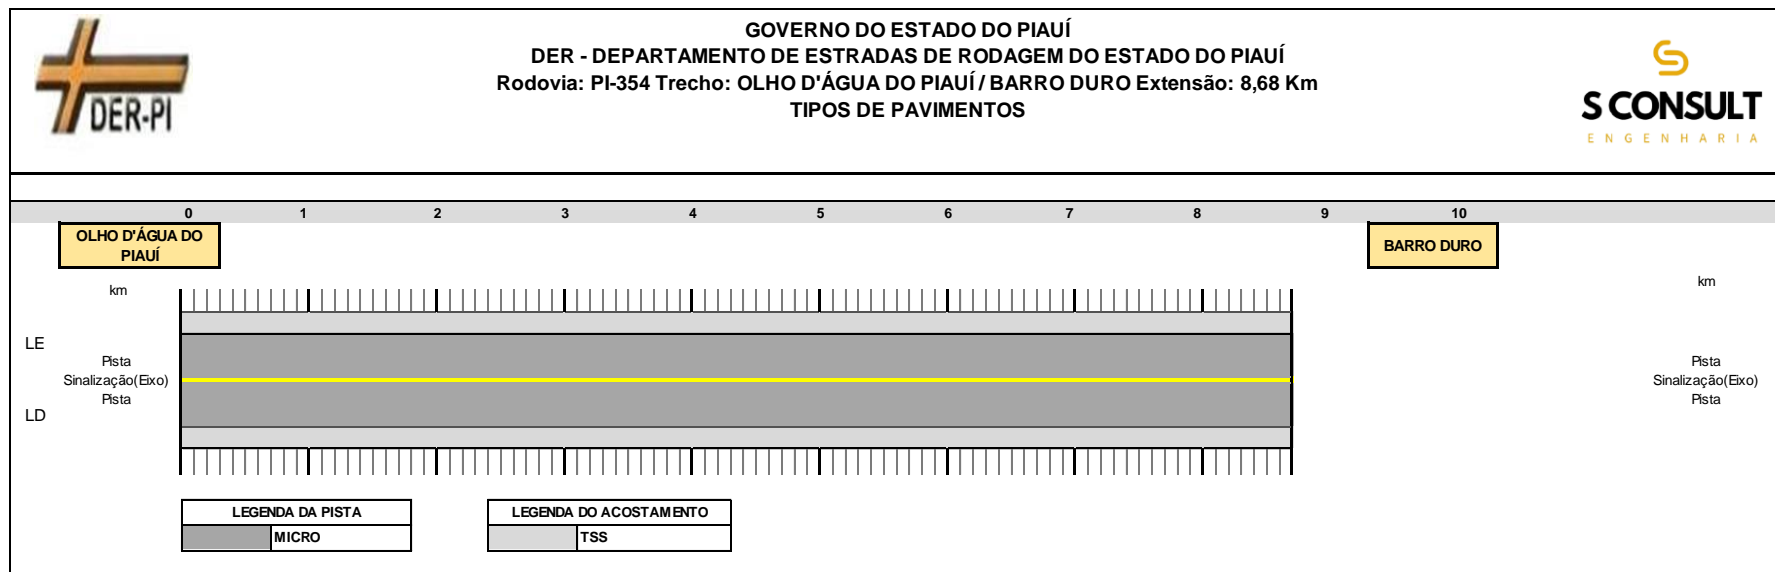 GOVERNO DO ESTADO DO PIAUÍ
DER - DEPARTAMENTO DE ESTRADAS DE RODAGEM DO ESTADO DO PIAUÍ
Rodovia: PI-354 Trecho: OLHO D'ÁGUA DO PIAUÍ / BARRO DURO Extensão: 8,68 Km
TIPOS DE PAVIMENTOS
DER-PI
S CONSULT
ENGENHARIA
0 1 2 3 4 5 6 7 8 9 10
OLHO D'ÁGUA DO
PIAUÍ
BARRO DURO
km
km
LE
Pista
Sinalização(Eixo)
Pista
LD
Pista
Sinalização(Eixo)
Pista
LEGENDA DA PISTA
MICRO
LEGENDA DO ACOSTAMENTO
TSS